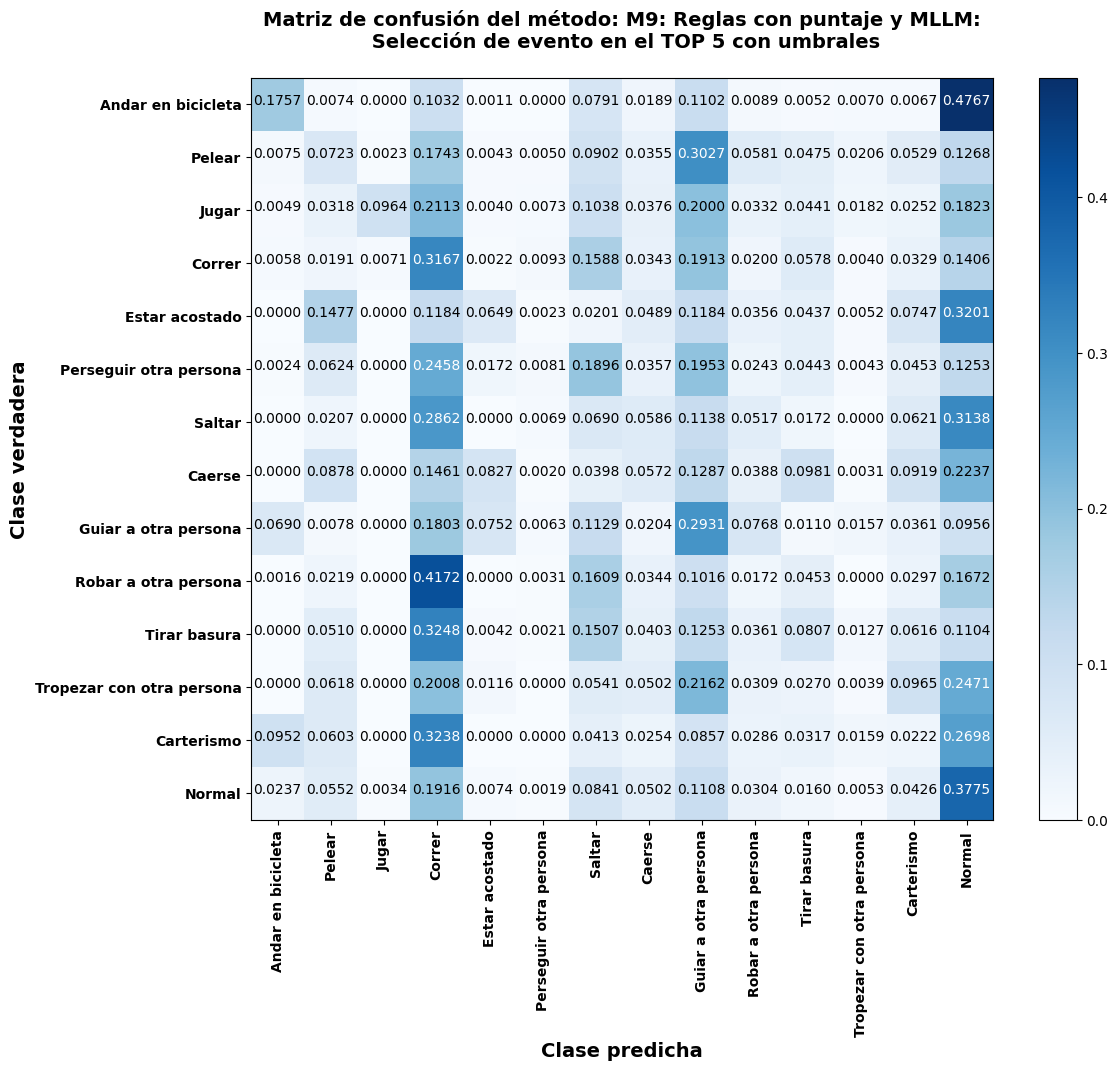 Matriz de confusión del método: M9: Reglas con puntaje y MLLM:
Selección de evento en el TOP 5 con umbrales
Clase verdadera
Andar en bicicleta 0.1757 0.0074 0.0000 0.1032 0.0011 0.0000 0.0791 0.0189 0.1102 0.0089 0.0052 0.0070 0.0067 0.4767
Pelear 0.0075 0.0723 0.0023 0.1743 0.0043 0.0050 0.0902 0.0355 0.3027 0.0581 0.0475 0.0206 0.0529 0.1268
Jugar 0.0049 0.0318 0.0964 0.2113 0.0040 0.0073 0.1038 0.0376 0.2000 0.0332 0.0441 0.0182 0.0252 0.1823
Correr 0.0058 0.0191 0.0071 0.3167 0.0022 0.0093 0.1588 0.0343 0.1913 0.0200 0.0578 0.0040 0.0329 0.1406
Estar acostado 0.0000 0.1477 0.0000 0.1184 0.0649 0.0023 0.0201 0.0489 0.1184 0.0356 0.0437 0.0052 0.0747 0.3201
Perseguir otra persona 0.0024 0.0624 0.0000 0.2458 0.0172 0.0081 0.1896 0.0357 0.1953 0.0243 0.0443 0.0043 0.0453 0.1253
Saltar 0.0000 0.0207 0.0000 0.2862 0.0000 0.0069 0.0690 0.0586 0.1138 0.0517 0.0172 0.0000 0.0621 0.3138
Caerse 0.0000 0.0878 0.0000 0.1461 0.0827 0.0020 0.0398 0.0572 0.1287 0.0388 0.0981 0.0031 0.0919 0.2237
Guiar a otra persona 0.0690 0.0078 0.0000 0.1803 0.0752 0.0063 0.1129 0.0204 0.2931 0.0768 0.0110 0.0157 0.0361 0.0956
Robar a otra persona 0.0016 0.0219 0.0000 0.4172 0.0000 0.0031 0.1609 0.0344 0.1016 0.0172 0.0453 0.0000 0.0297 0.1672
Tirar basura 0.0000 0.0510 0.0000 0.3248 0.0042 0.0021 0.1507 0.0403 0.1253 0.0361 0.0807 0.0127 0.0616 0.1104
Tropezar con otra persona 0.0000 0.0618 0.0000 0.2008 0.0116 0.0000 0.0541 0.0502 0.2162 0.0309 0.0270 0.0039 0.0965 0.2471
Carterismo 0.0952 0.0603 0.0000 0.3238 0.0000 0.0000 0.0413 0.0254 0.0857 0.0286 0.0317 0.0159 0.0222 0.2698
Normal 0.0237 0.0552 0.0034 0.1916 0.0074 0.0019 0.0841 0.0502 0.1108 0.0304 0.0160 0.0053 0.0426 0.3775
Andar en bicicleta
Pelear
Jugar
Correr
Estar acostado
Perseguir otra persona
Saltar
Caerse
Guiar a otra persona
Robar a otra persona
Tirar basura
Tropezar con otra persona
Carterismo
Normal
Clase predicha
0.4
0.3
0.2
0.1
0.0